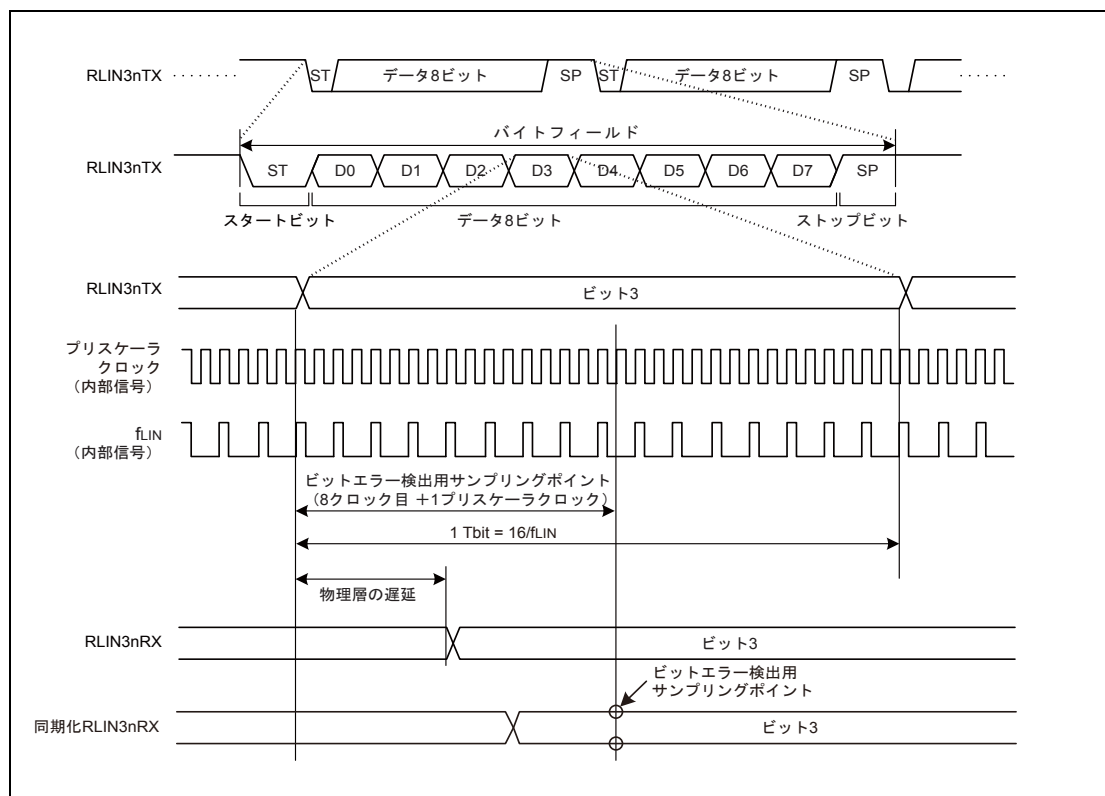 RLIN3nTX
ST
データ8ビット
SP
ST
データ8ビット
SP
バイトフィールド
RLIN3nTX
ST
D0
D1
D2
D3
D4
D5
D6
D7
SP
スタートビット
データ8ビット
ストップビット
RLIN3nTX
ビット3
プリスケーラ
クロック
（内部信号）
fLIN
（内部信号）
ビットエラー検出用サンプリングポイント
（8クロック目 ＋1プリスケーラクロック）
1 Tbit = 16/fLIN
物理層の遅延
RLIN3nRX
ビット3
ビットエラー検出用
サンプリングポイント
同期化RLIN3nRX
ビット3